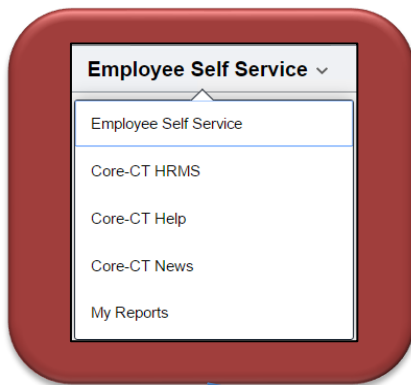 Employee Self Service
Employee Self Service
Core-CT HRMS
Core-CT Help
Core-CT News
My Reports